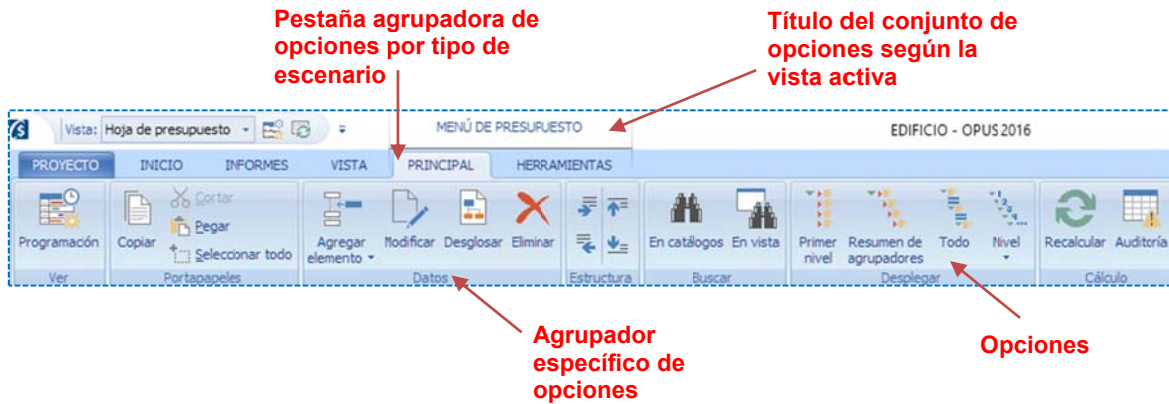 Pestaña agrupadora de
opciones por tipo de
escenario
Título del conjunto de
opciones según la
vista activa
Vista: Hoja de presupuesto
MENÚ DE PRESUPUESTO
EDIFICIO - OPUS 2016
PROYECTO INICIO INFORMES VISTA PRINCIPAL HERRAMIENTAS
Programación
Copiar
Cortar
Pegar
Seleccionar todo
Agregar
elemento
Modificar Desglosar Eliminar
En catálogos En vista
Primer
nivel
Resumen de
agrupadores
Todo Nivel
Recalcular Auditoría
Ver Portapapeles Datos Estructura Buscar Desplegar Cálculo
Agrupador
específico de
opciones
Opciones